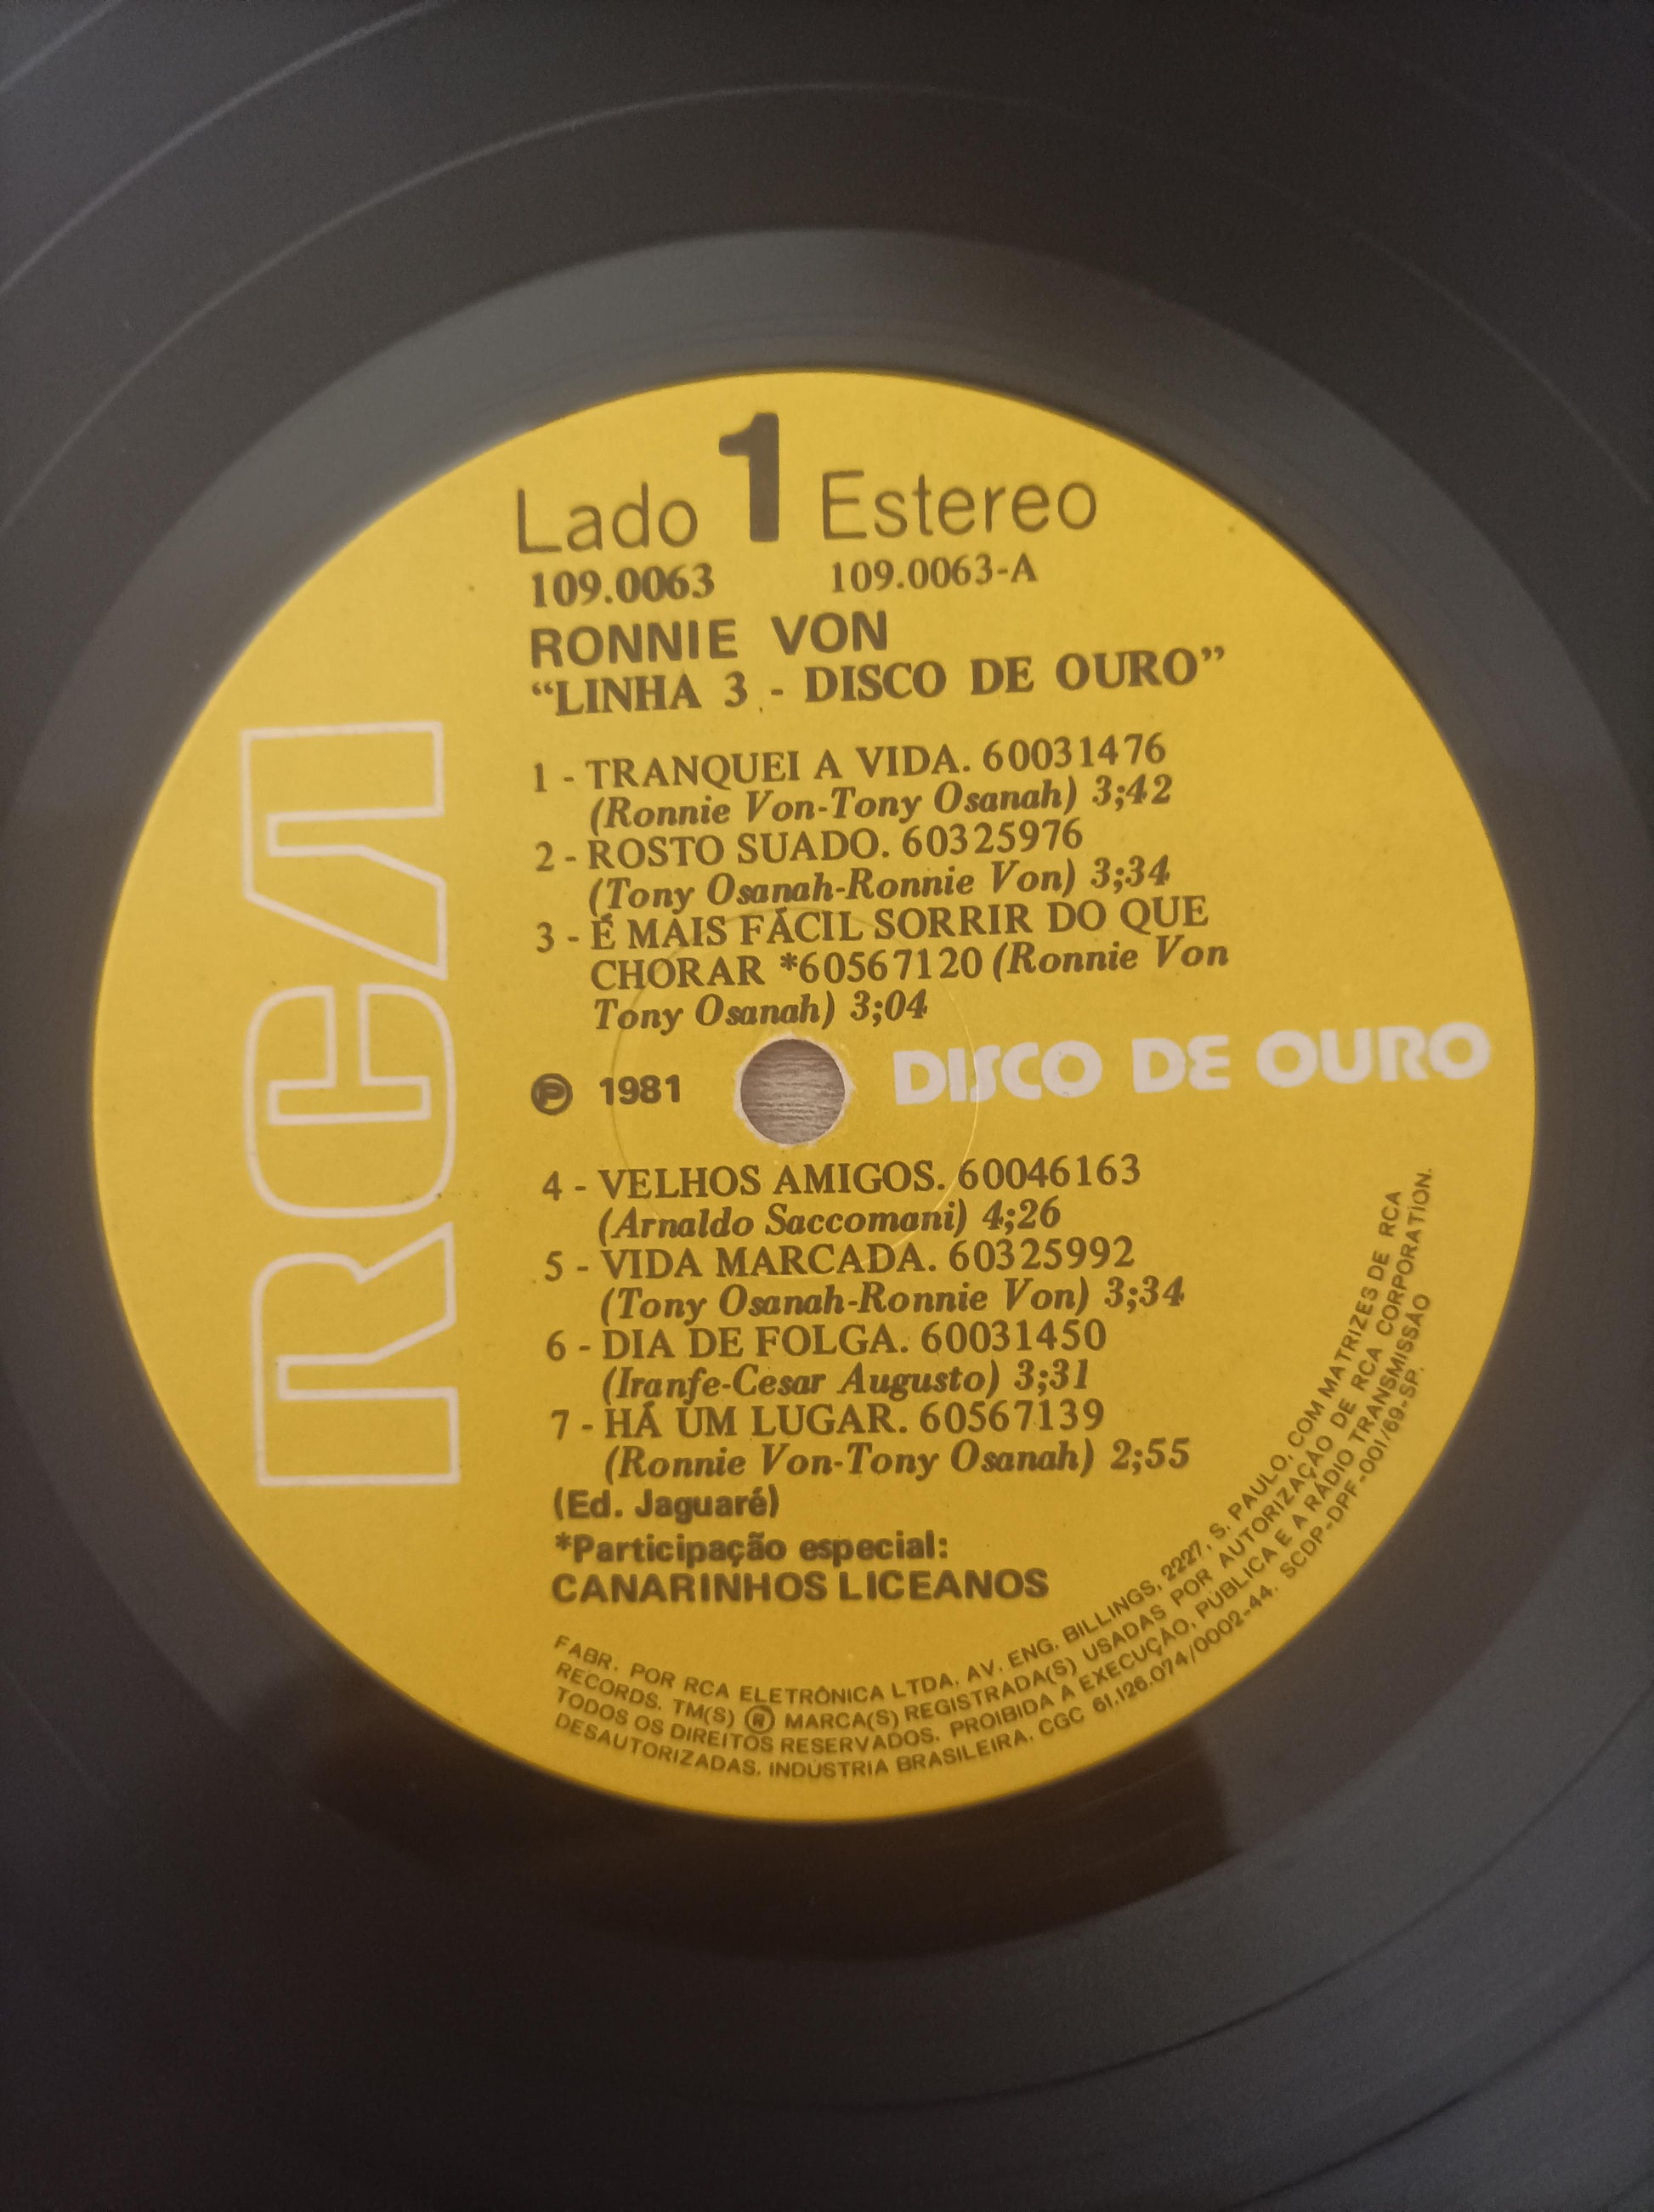 Lado 1 Estereo
109.0063 109.0063-A
RONNIE VON
“LINHA 3 - DISCO DE OURO”
1 - TRANQUEI A VIDA. 60031476
(Ronnie Von-Tony Osanah) 3;42
2 - ROSTO SUADO. 60325976
(Tony Osanah-Ronnie Von) 3;34
3 - É MAIS FÁCIL SORRIR DO QUE
CHORAR *60567120 (Ronnie Von
Tony Osanah) 3;04
RCA
Ⓟ 1981
DISCO DE OURO
4 - VELHOS AMIGOS. 60046163
(Arnaldo Saccomani) 4;26
5 - VIDA MARCADA. 60325992
(Tony Osanah-Ronnie Von) 3;34
6 - DIA DE FOLGA. 60031450
(Iranfe-Cesar Augusto) 3;31
7 - HÁ UM LUGAR. 60567139
(Ronnie Von-Tony Osanah) 2;55
(Ed. Jaguaré)
*Participação especial:
CANARINHOS LICEANOS
FABR. POR RCA ELETRÔNICA LTDA. AV. ENG. BILLINGS, 2227, S. PAULO, COM MATRIZES DE RCA
RECORDS. TM(S) ® MARCA(S) REGISTRADA(S) USADAS POR AUTORIZAÇÃO DE RCA CORPORATION.
TODOS OS DIREITOS RESERVADOS. PROIBIDA A EXECUÇÃO, PÚBLICA E A RÁDIO TRANSMISSÃO
DESAUTORIZADAS. INDÚSTRIA BRASILEIRA. CGC 61.126.074/0002-44. SCDP-DPF-001/69-SP.